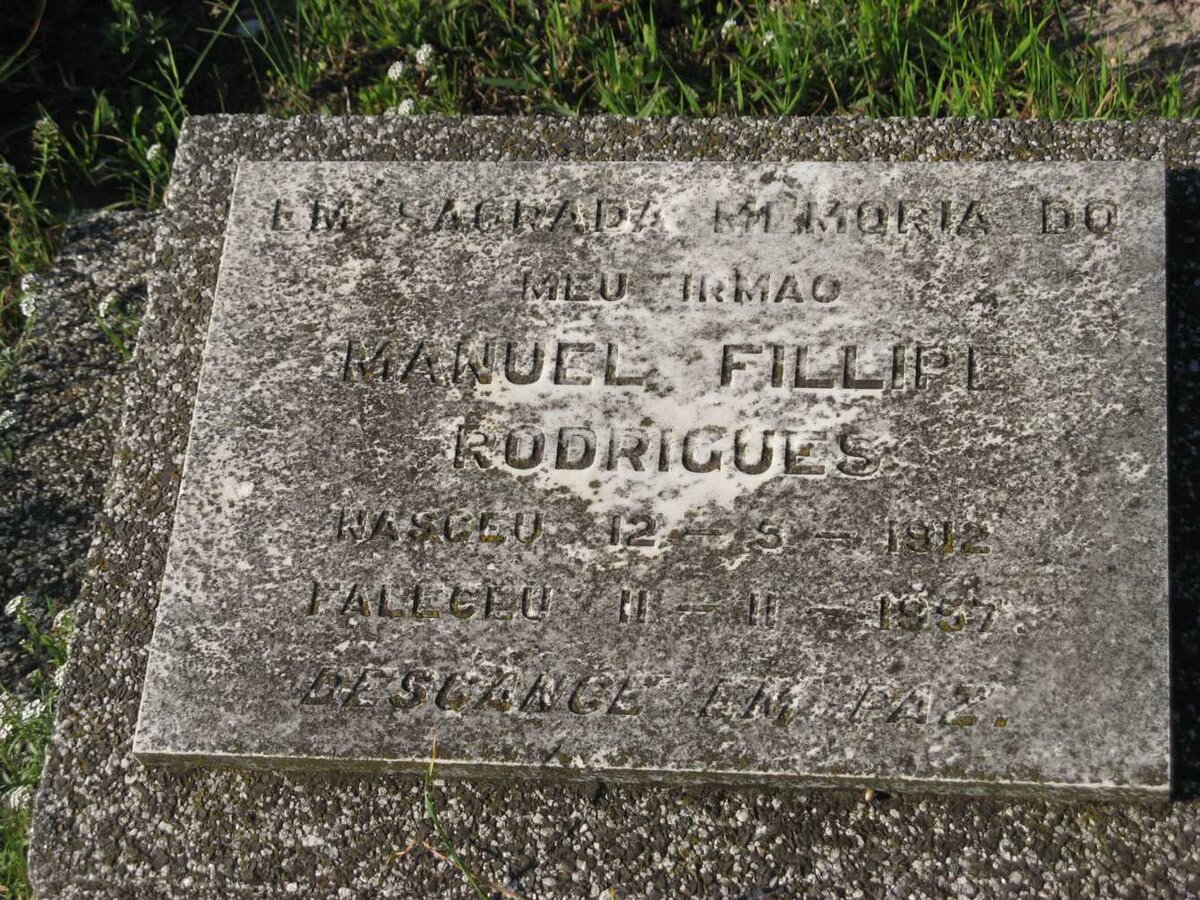 EM SAGRADA MEMORIA DO
MEU IRMAO
MANUEL FILLIPE
RODRIGUES
NASCEU 12 - 5 - 1912
FALECEU 11 - 11 - 1957.
DESCANCE EM PAZ.